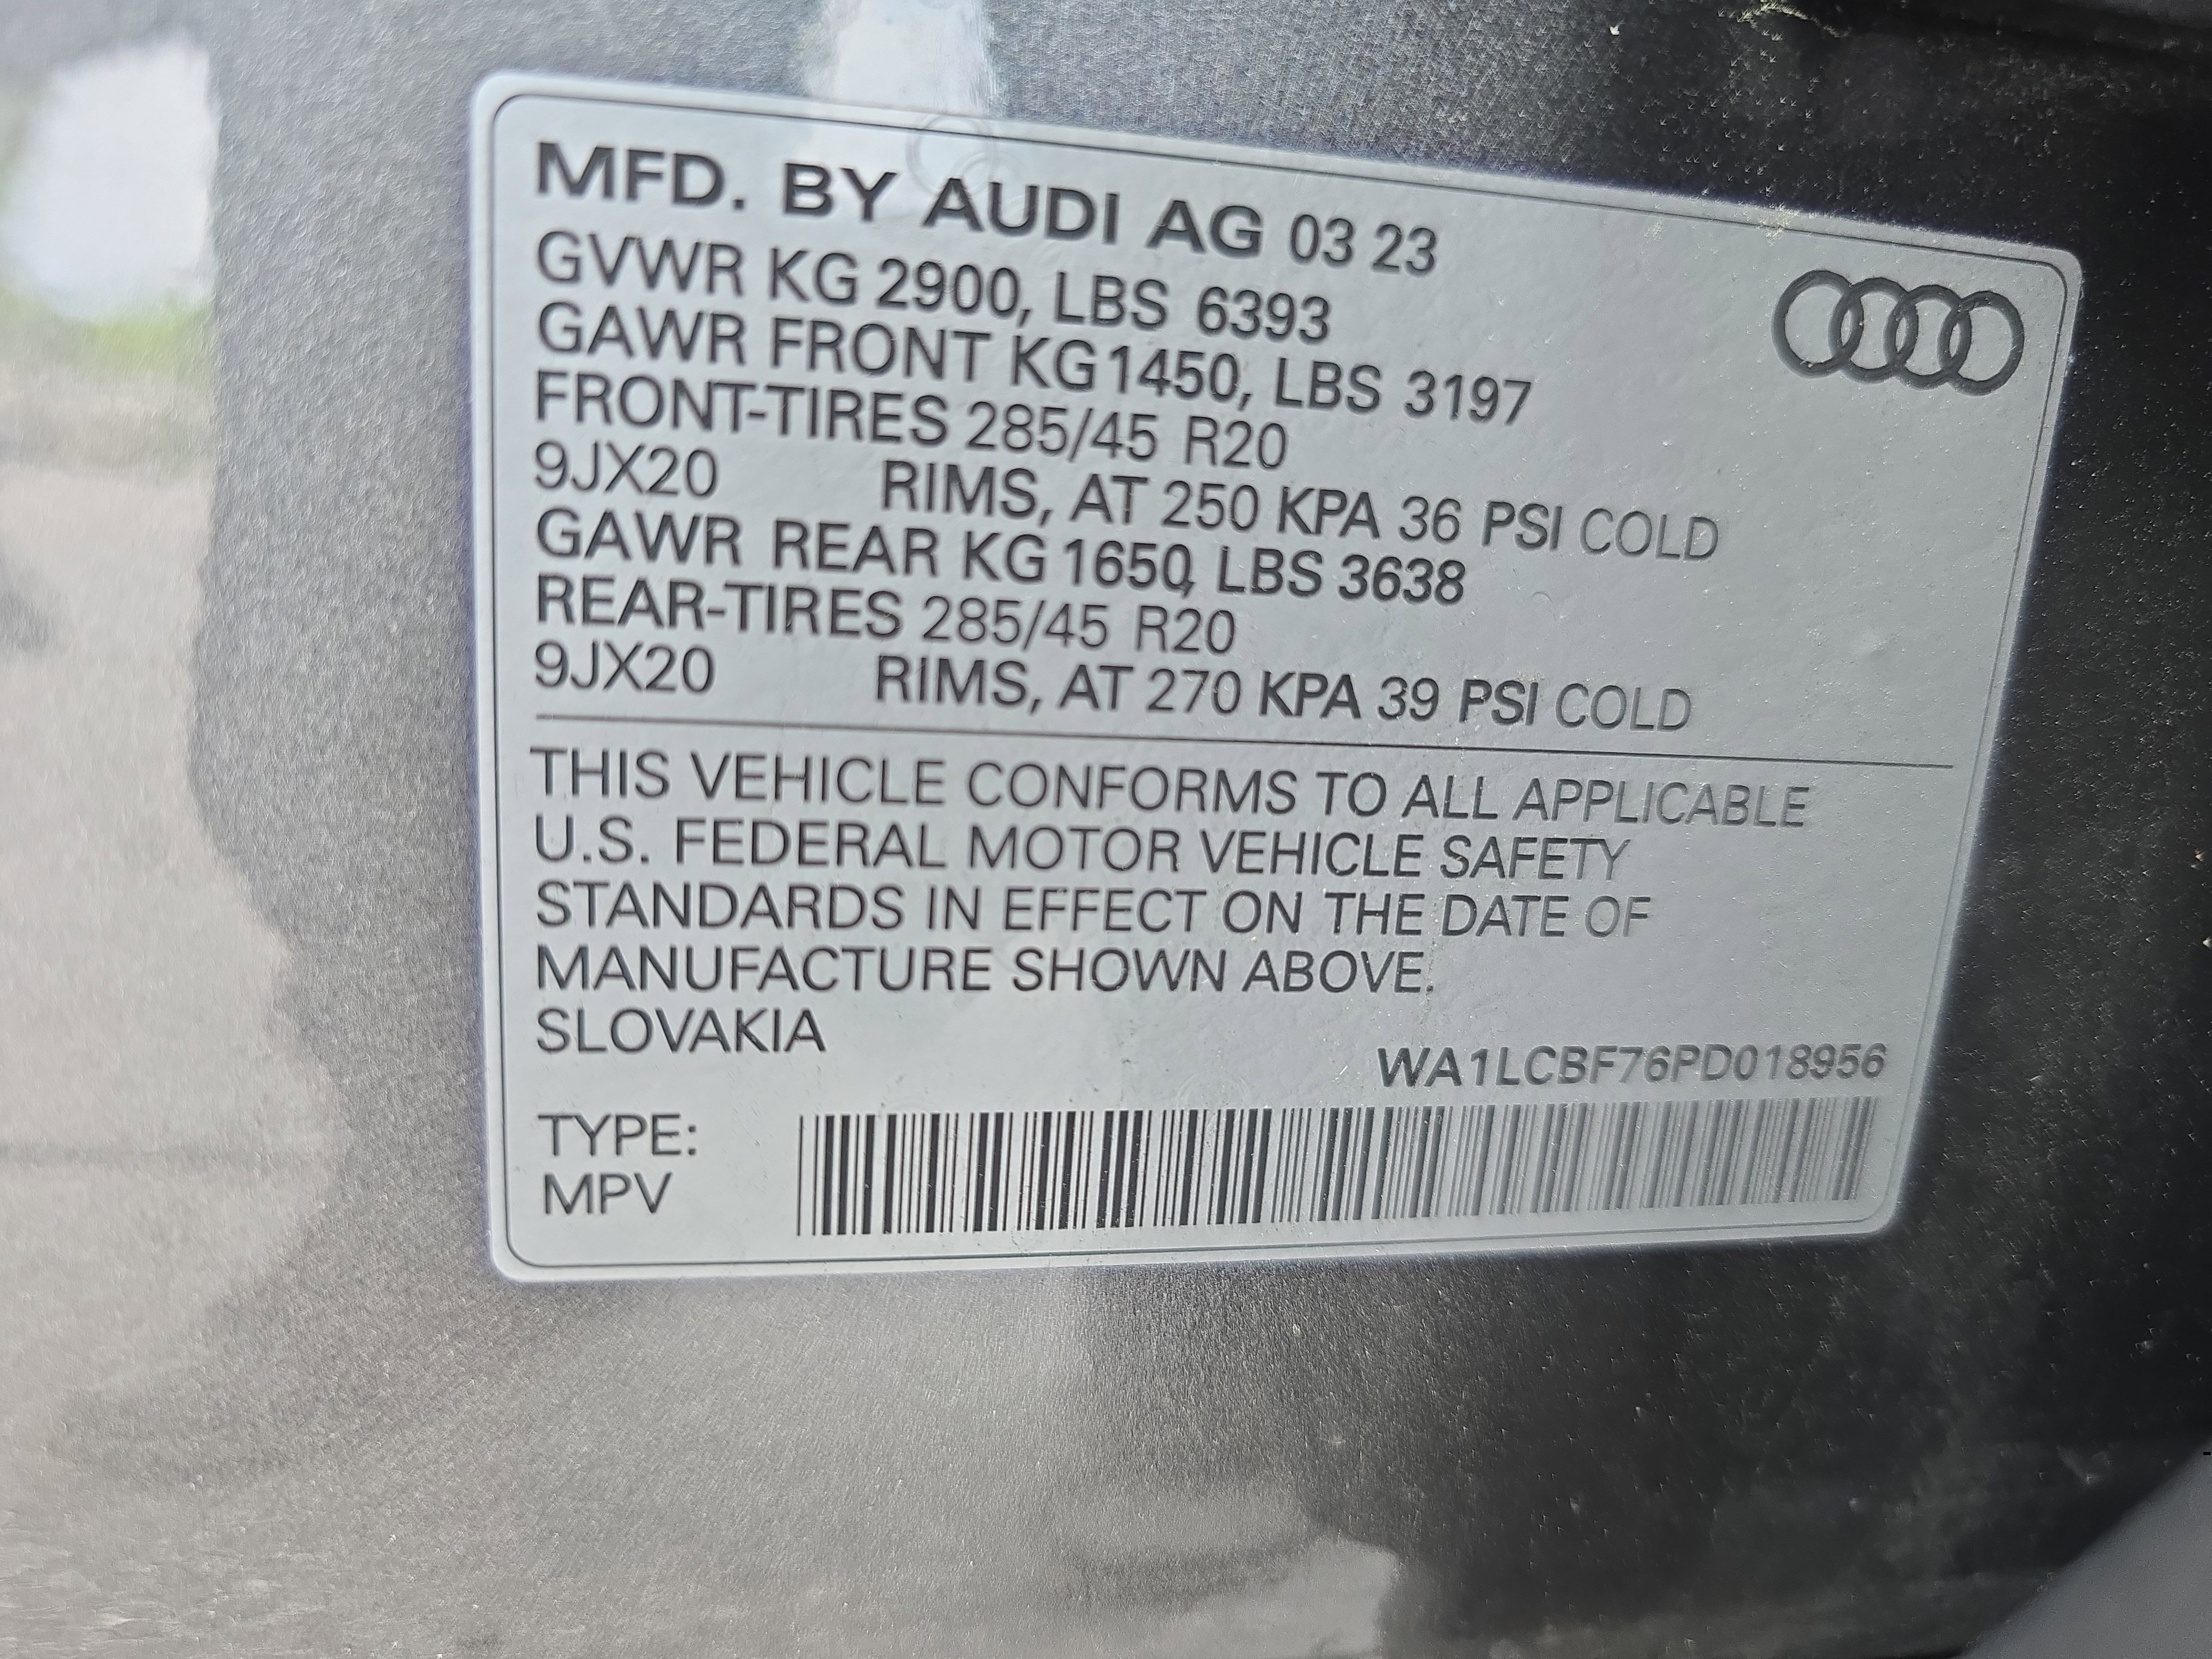 MFD. BY AUDI AG 03 23
GVWR KG 2900, LBS 6393
GAWR FRONT KG 1450, LBS 3197
FRONT-TIRES 285/45 R20
9JX20 RIMS, AT 250 KPA 36 PSI COLD
GAWR REAR KG 1650, LBS 3638
REAR-TIRES 285/45 R20
9JX20 RIMS, AT 270 KPA 39 PSI COLD
THIS VEHICLE CONFORMS TO ALL APPLICABLE
U.S. FEDERAL MOTOR VEHICLE SAFETY
STANDARDS IN EFFECT ON THE DATE OF
MANUFACTURE SHOWN ABOVE.
SLOVAKIA
WA1LCBF76PD018956
TYPE:
MPV